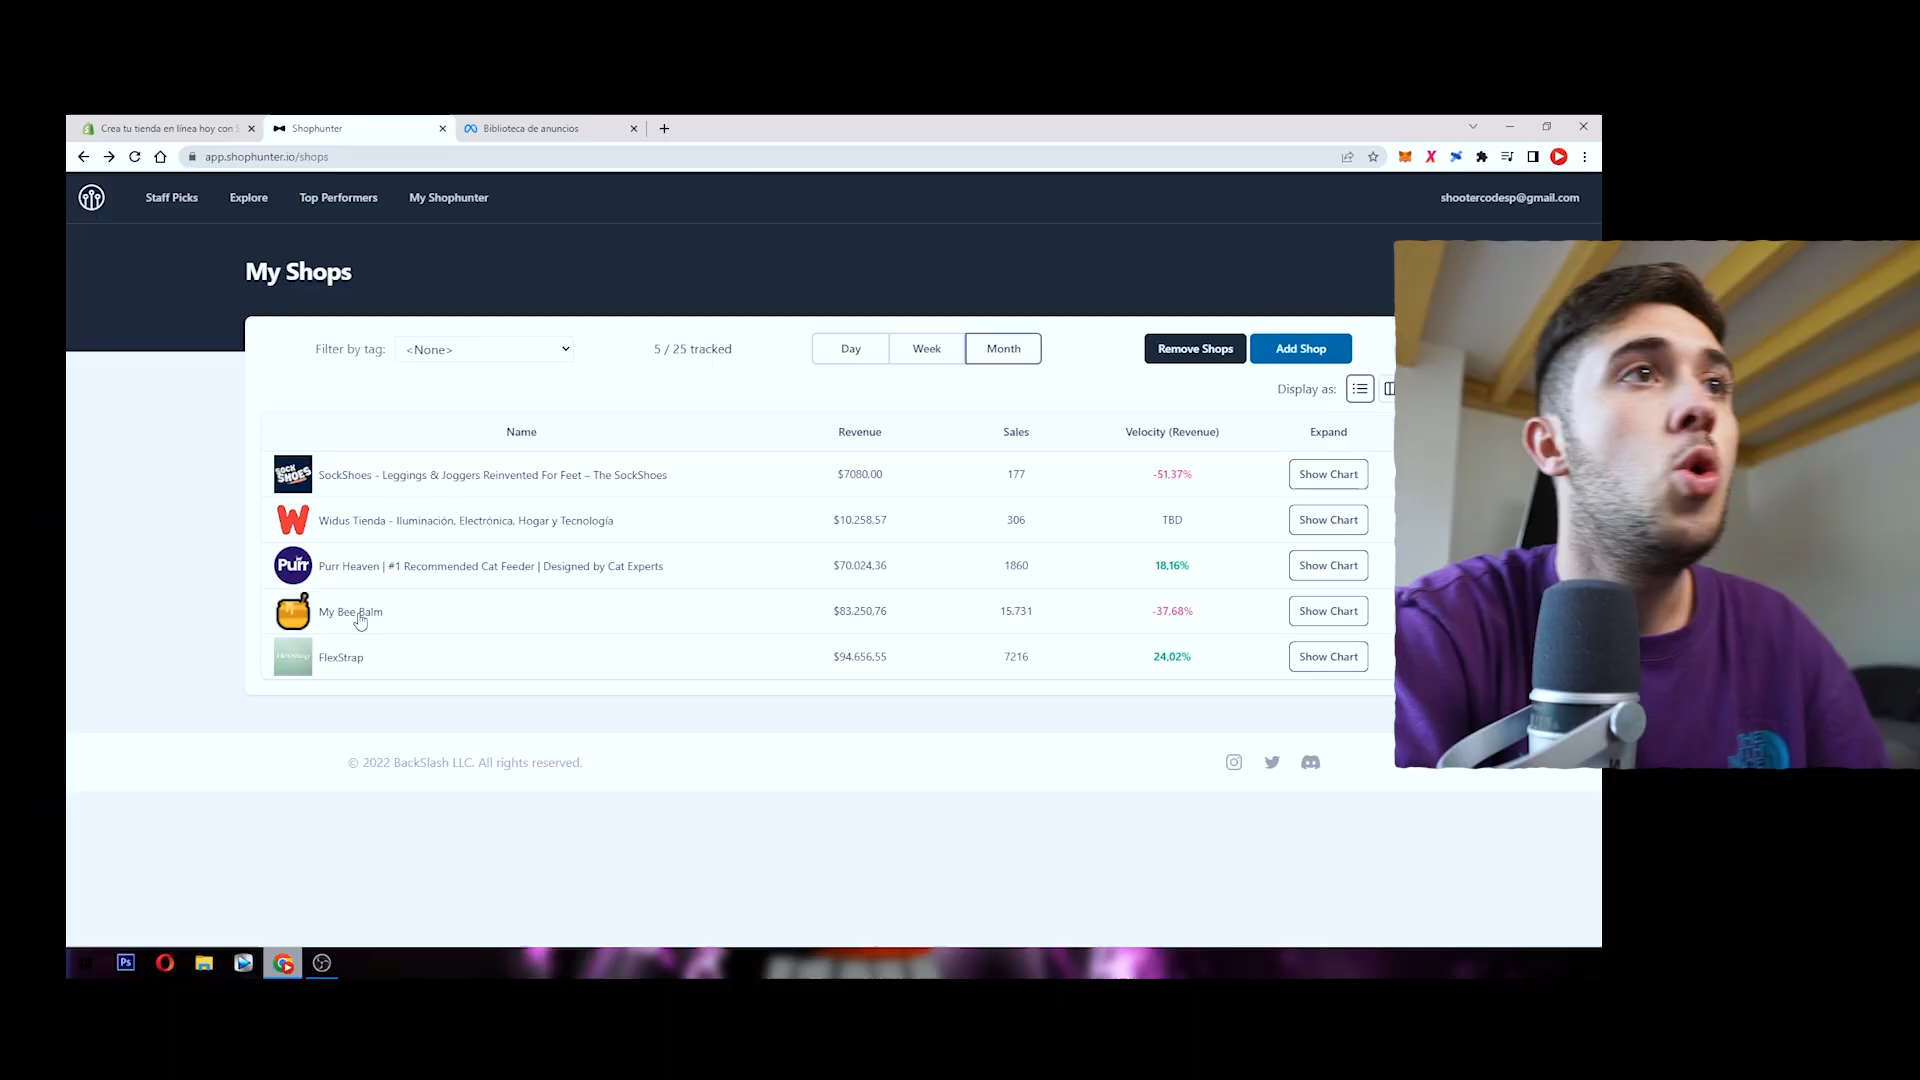 Crea tu tienda en línea hoy con S
Shophunter
Biblioteca de anuncios
app.shophunter.io/shops
Staff Picks
Explore
Top Performers
My Shophunter
shootercodesp@gmail.com
My Shops
Filter by tag:
<None>
5 / 25 tracked
Day
Week
Month
Remove Shops
Add Shop
Display as:
Name
Revenue
Sales
Velocity (Revenue)
Expand
SOCK SHOES
SockShoes - Leggings & Joggers Reinvented For Feet – The SockShoes
$7080,00
177
-51,37%
Show Chart
W
Widus Tienda - Iluminación, Electrónica, Hogar y Tecnología
$10.258,57
306
TBD
Show Chart
Purr
Purr Heaven | #1 Recommended Cat Feeder | Designed by Cat Experts
$70.024,36
1860
18,16%
Show Chart
My Bee Balm
$83.250,76
15.731
-37,68%
Show Chart
FlexStrap
$94.656,55
7216
24,02%
Show Chart
© 2022 BackSlash LLC. All rights reserved.
Ps